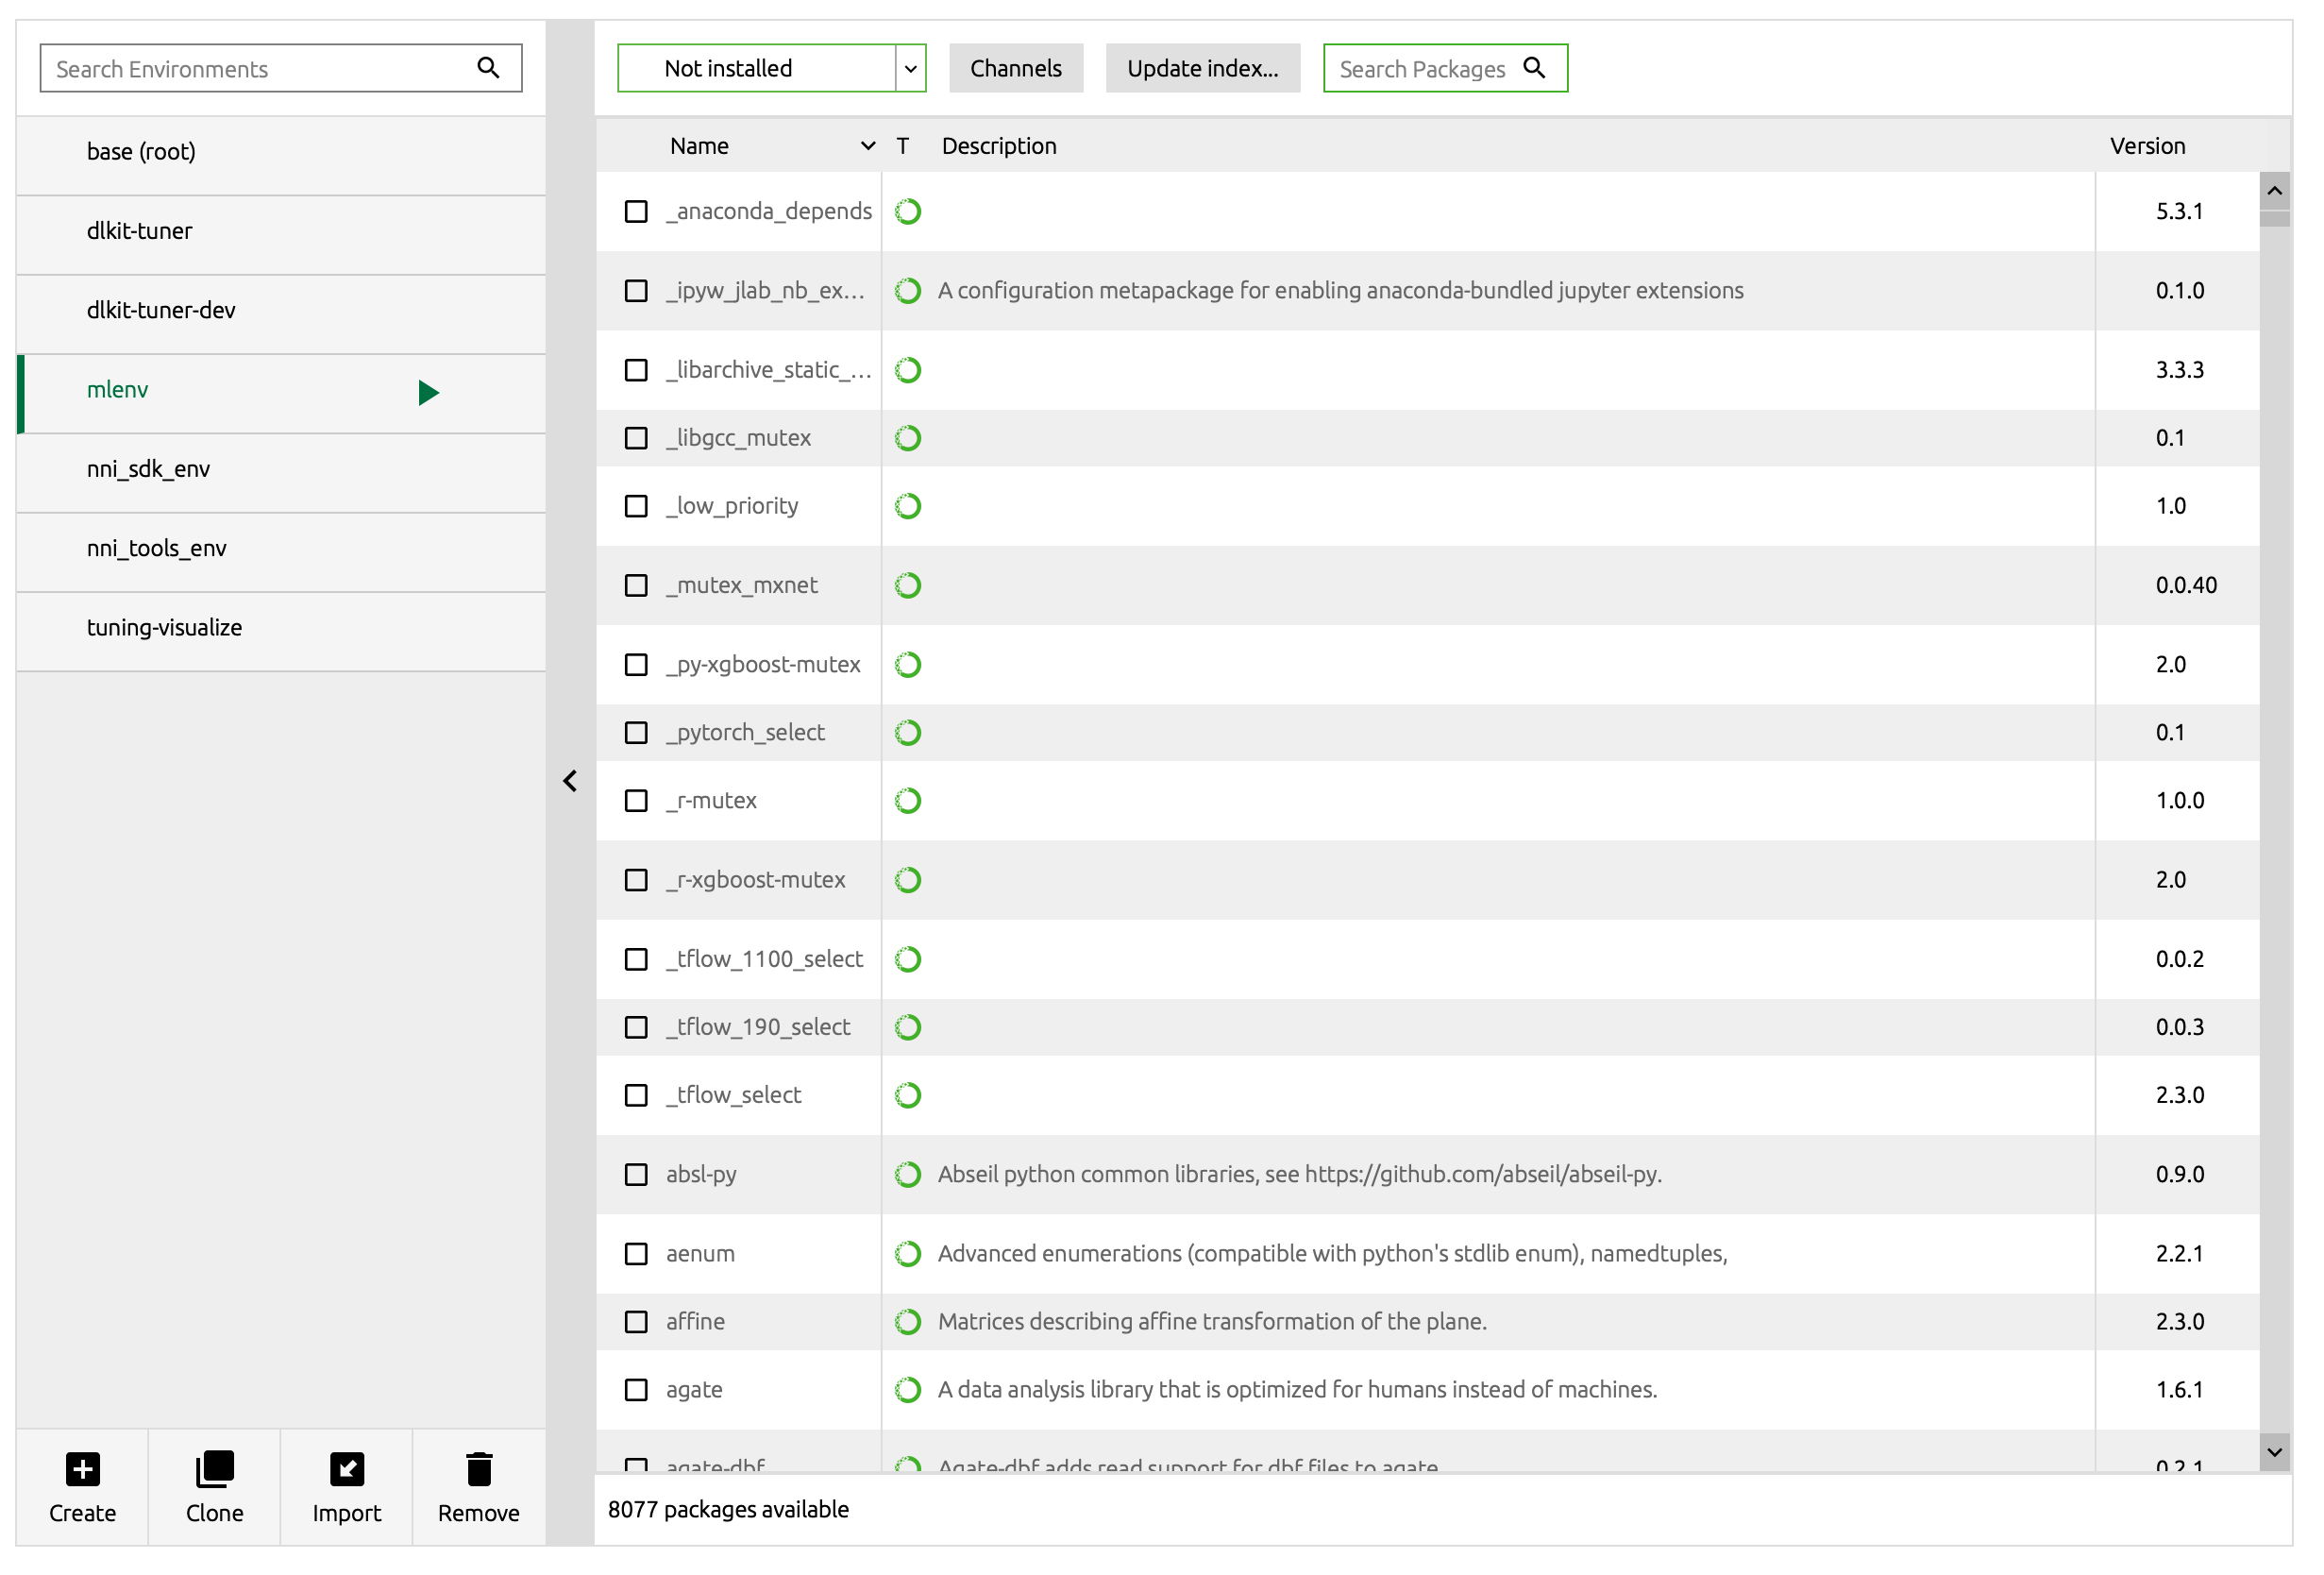 Search Environments
base (root)
dlkit-tuner
dlkit-tuner-dev
mlenv
nni_sdk_env
nni_tools_env
tuning-visualize
Create Clone Import Remove
Not installed Channels Update index... Search Packages
Name T Description Version
_anaconda_depends 5.3.1
_ipyw_jlab_nb_ex... A configuration metapackage for enabling anaconda-bundled jupyter extensions 0.1.0
_libarchive_static_... 3.3.3
_libgcc_mutex 0.1
_low_priority 1.0
_mutex_mxnet 0.0.40
_py-xgboost-mutex 2.0
_pytorch_select 0.1
_r-mutex 1.0.0
_r-xgboost-mutex 2.0
_tflow_1100_select 0.0.2
_tflow_190_select 0.0.3
_tflow_select 2.3.0
absl-py Abseil python common libraries, see https://github.com/abseil/abseil-py. 0.9.0
aenum Advanced enumerations (compatible with python's stdlib enum), namedtuples, 2.2.1
affine Matrices describing affine transformation of the plane. 2.3.0
agate A data analysis library that is optimized for humans instead of machines. 1.6.1
agate-dbf Agate-dbf adds read support for dbf files to agate 0.2.1
8077 packages available